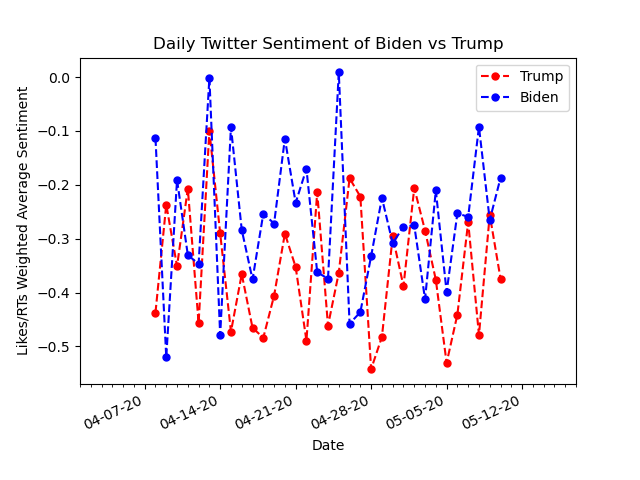 Daily Twitter Sentiment of Biden vs Trump
Trump
Biden
Likes/RTs Weighted Average Sentiment
0.0
−0.1
−0.2
−0.3
−0.4
−0.5
04-07-20
04-14-20
04-21-20
04-28-20
05-05-20
05-12-20
Date